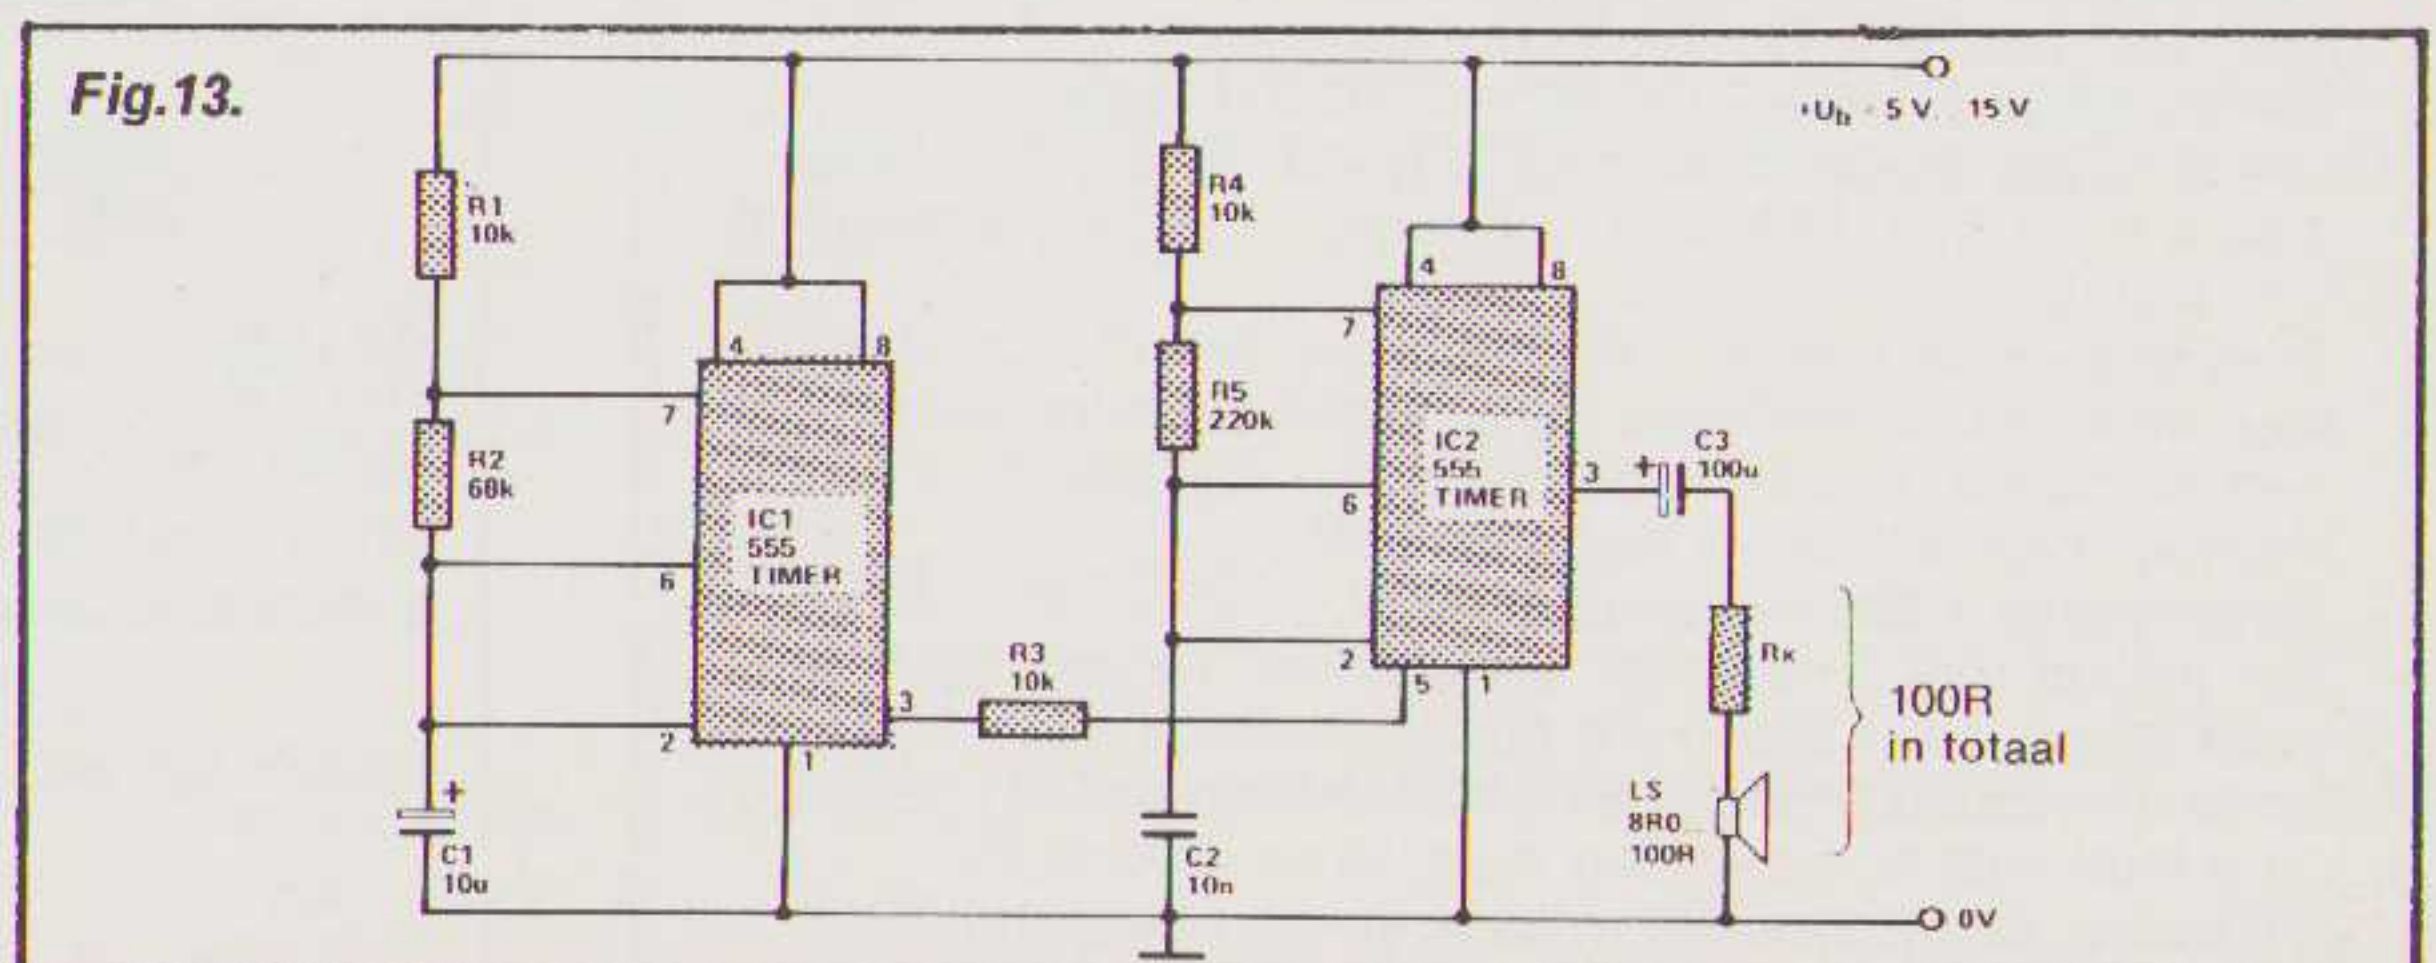 Fig.13.
+Ub - 5 V. 15 V
R1
10k
R4
10k
4
8
7
4
8
7
R2
68k
R5
220k
IC2
555
TIMER
3
+
C3
100u
6
IC1
555
TIMER
6
R3
10k
3
2
5
1
Rx
100R
in totaal
2
1
+
LS
8R0
100R
C1
10u
C2
10n
0V